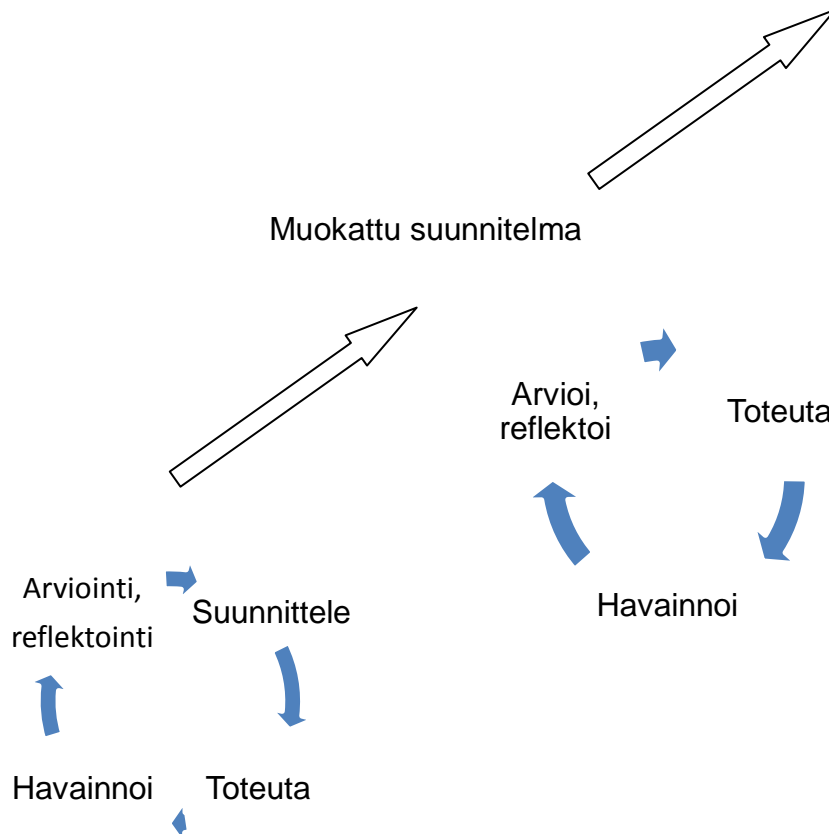 Muokattu suunnitelma
Arvioi,
reflektoi
Toteuta
Havainnoi
Arviointi,
reflektointi
Suunnittele
Havainnoi
Toteuta